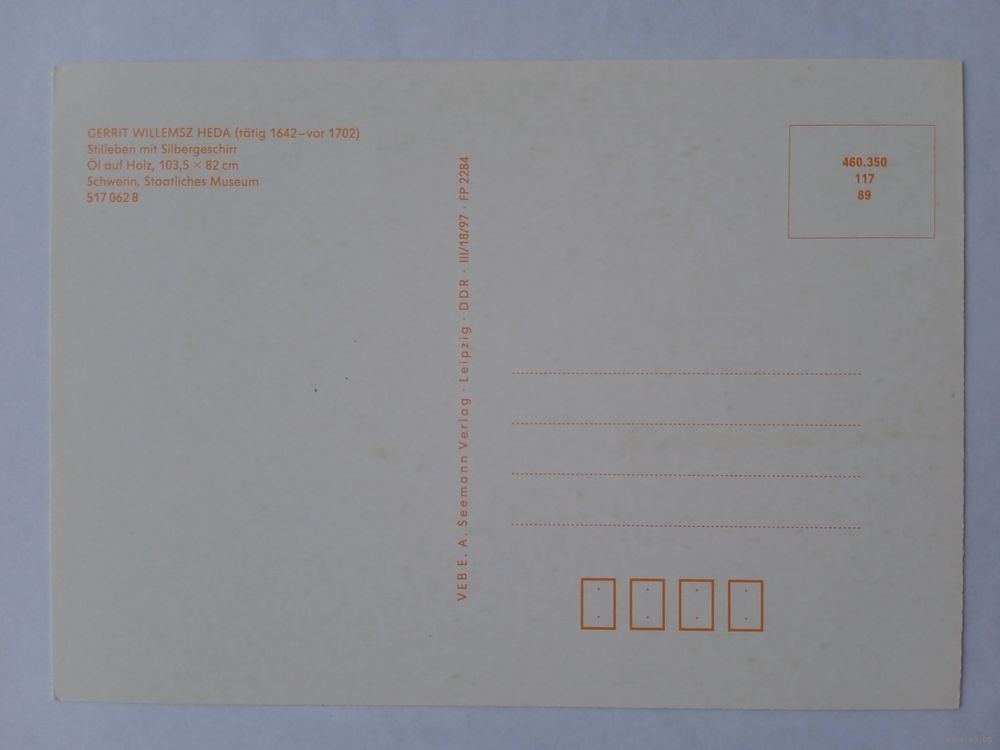 GERRIT WILLEMSZ HEDA (tätig 1642–vor 1702)
Stilleben mit Silbergeschirr
Öl auf Holz, 103,5 × 82 cm
Schwerin, Staatliches Museum
517 062 8
VEB E. A. Seemann Verlag · Leipzig · DDR · III/18/97 · FP 2284
460.350
117
89